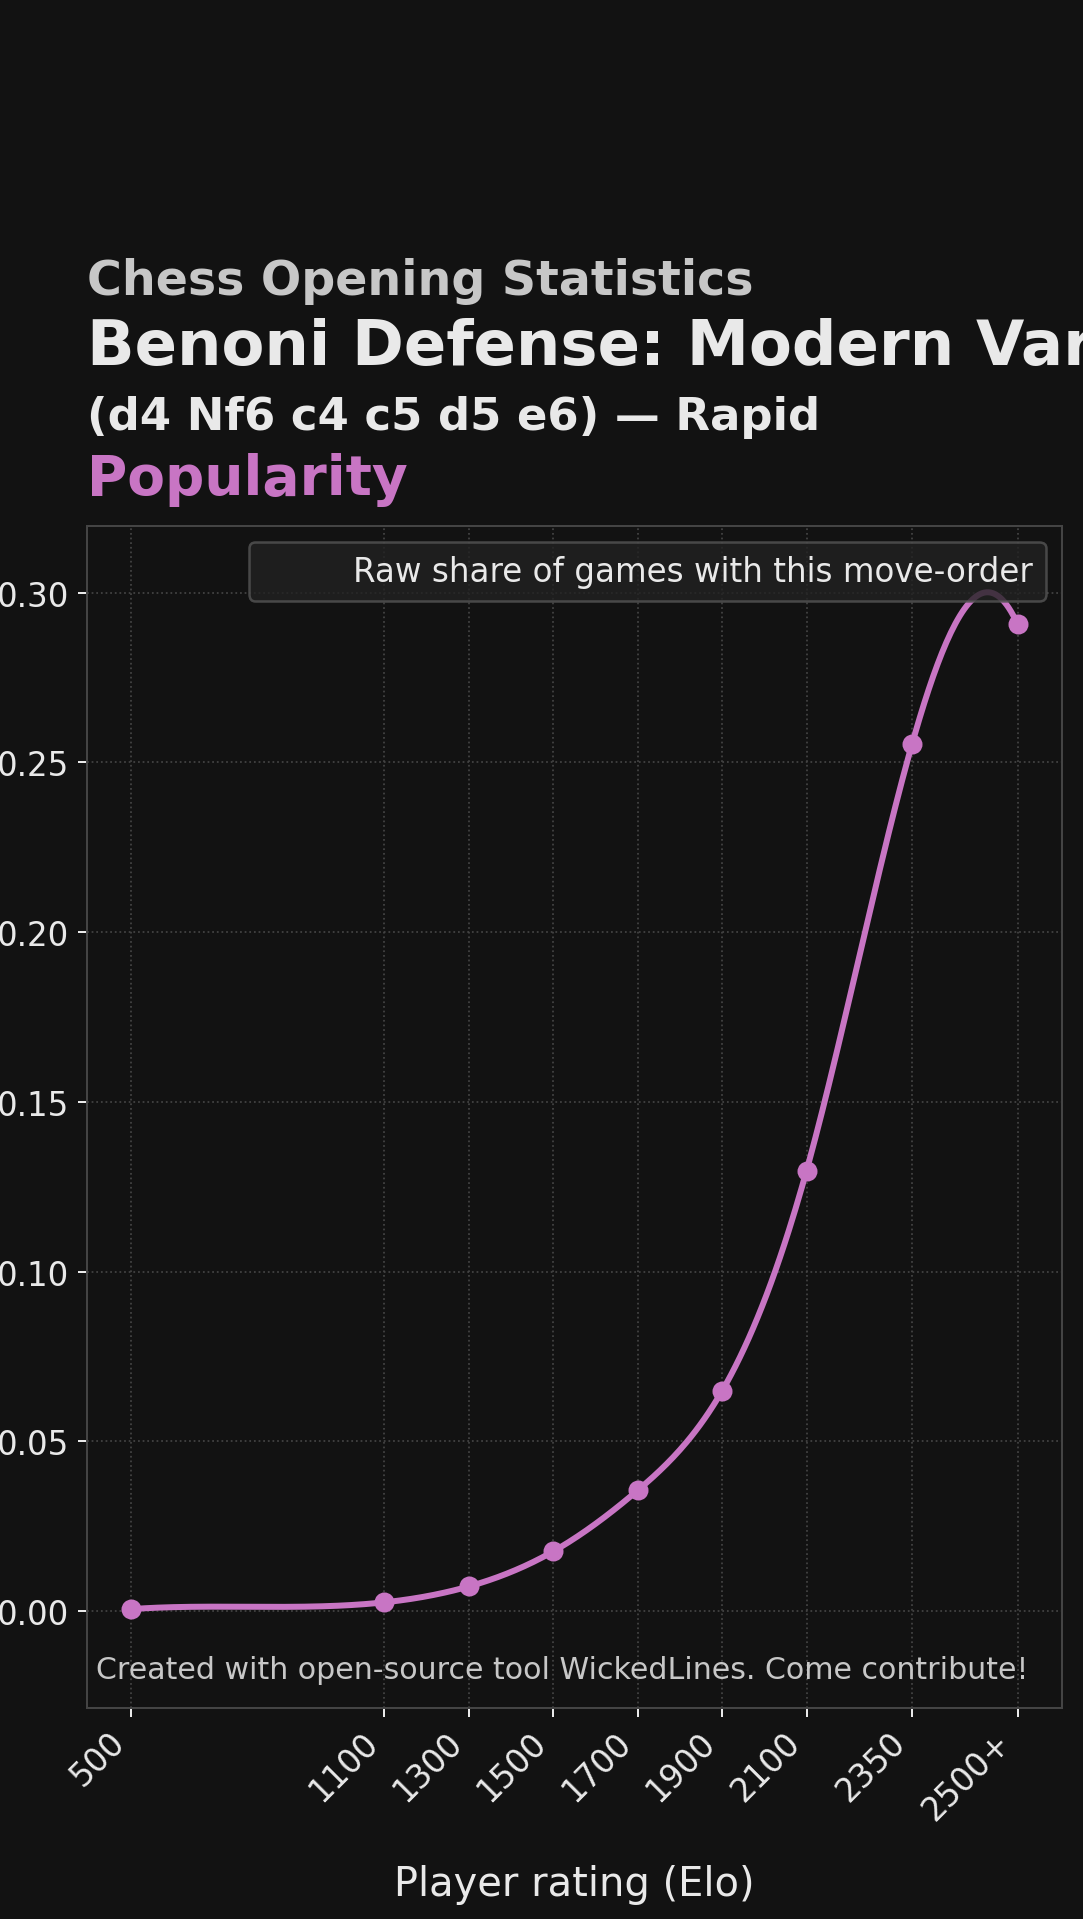 Chess Opening Statistics
Benoni Defense: Modern Var
(d4 Nf6 c4 c5 d5 e6) — Rapid
Popularity
Raw share of games with this move-order
0.30
0.25
0.20
0.15
0.10
0.05
0.00
Created with open-source tool WickedLines. Come contribute!
500 1100 1300 1500 1700 1900 2100 2350 2500+
Player rating (Elo)